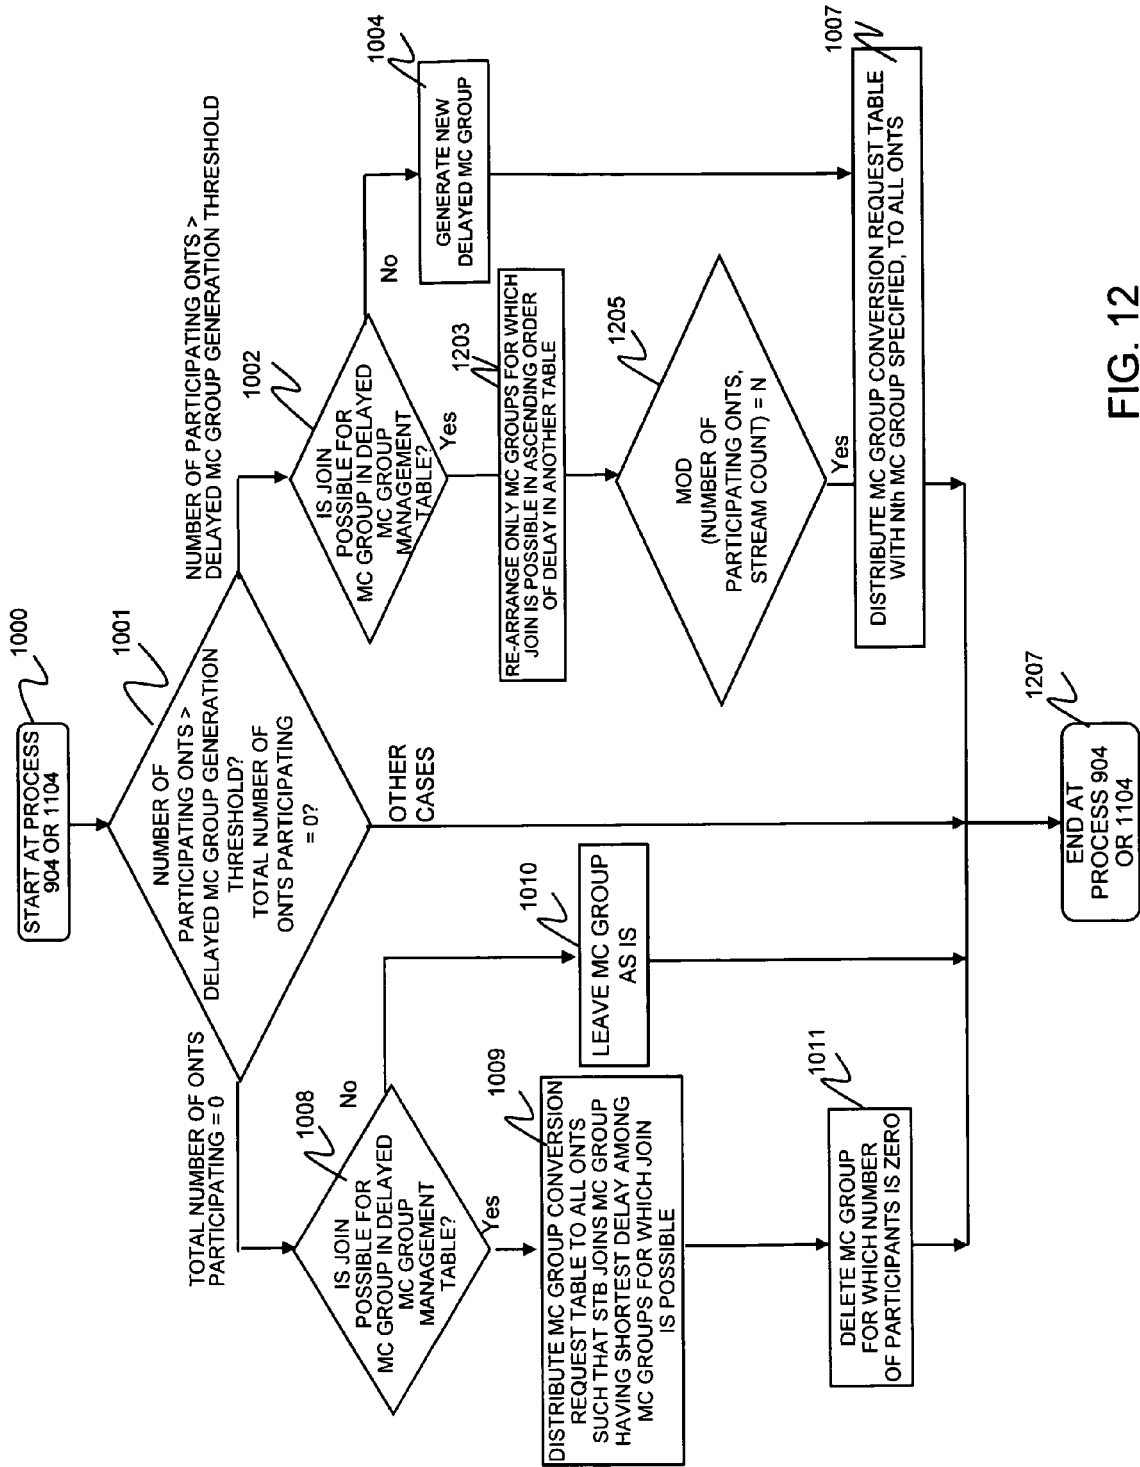 START AT PROCESS
904 OR 1104
1000
NUMBER OF
PARTICIPATING ONTS >
DELAYED MC GROUP GENERATION
THRESHOLD?
TOTAL NUMBER OF
ONTS PARTICIPATING
= 0?
1001
TOTAL NUMBER OF ONTS
PARTICIPATING = 0
NUMBER OF PARTICIPATING ONTS >
DELAYED MC GROUP GENERATION THRESHOLD
OTHER
CASES
IS JOIN
POSSIBLE FOR
MC GROUP IN DELAYED
MC GROUP
MANAGEMENT
TABLE?
1008
No
Yes
DISTRIBUTE MC GROUP CONVERSION
REQUEST TABLE TO ALL ONTS
SUCH THAT STB JOINS MC GROUP
HAVING SHORTEST DELAY AMONG
MC GROUPS FOR WHICH JOIN
IS POSSIBLE
1009
LEAVE MC GROUP
AS IS
1010
DELETE MC GROUP
FOR WHICH NUMBER
OF PARTICIPANTS IS ZERO
1011
IS JOIN
POSSIBLE FOR
MC GROUP IN DELAYED
MC GROUP
MANAGEMENT
TABLE?
1002
No
Yes
GENERATE NEW
DELAYED MC GROUP
1004
RE-ARRANGE ONLY MC GROUPS FOR WHICH
JOIN IS POSSIBLE IN ASCENDING ORDER
OF DELAY IN ANOTHER TABLE
1203
MOD
(NUMBER OF
PARTICIPATING ONTS,
STREAM COUNT) = N
1205
Yes
DISTRIBUTE MC GROUP CONVERSION REQUEST TABLE
WITH Nth MC GROUP SPECIFIED, TO ALL ONTS
1007
END AT
PROCESS 904
OR 1104
1207
FIG. 12